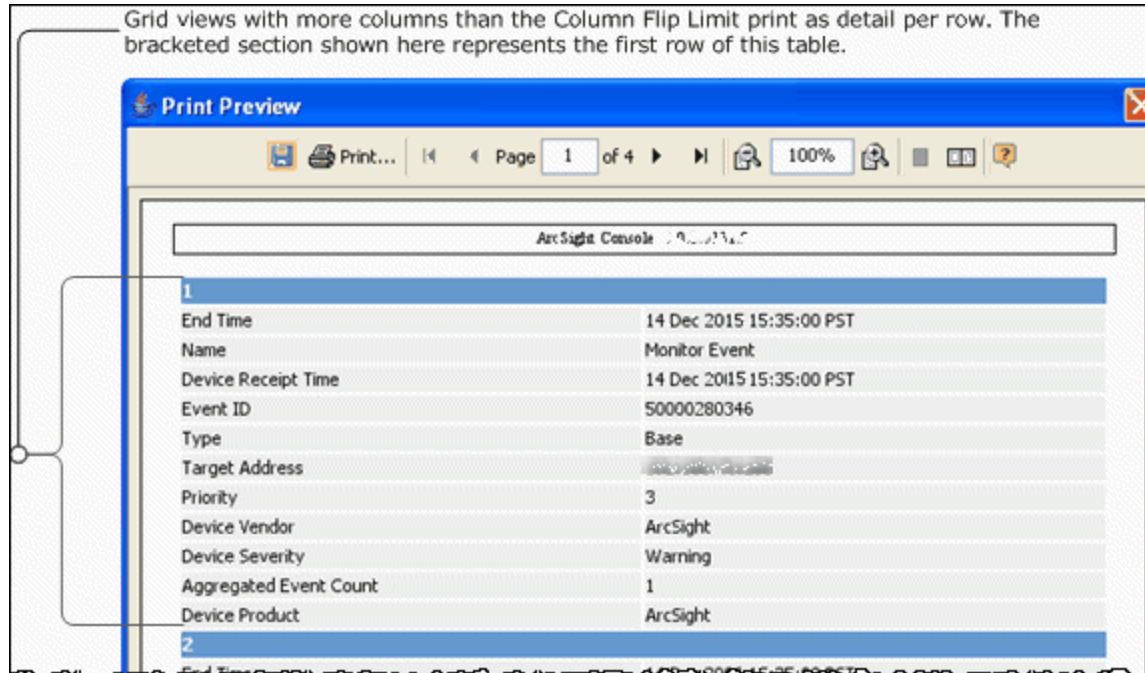 Grid views with more columns than the Column Flip Limit print as detail per row. The
bracketed section shown here represents the first row of this table.
Print Preview
Print... Page 1 of 4 100% ?
ArcSight Console
1
End Time 14 Dec 2015 15:35:00 PST
Name Monitor Event
Device Receipt Time 14 Dec 2015 15:35:00 PST
Event ID 50000280346
Type Base
Target Address
Priority 3
Device Vendor ArcSight
Device Severity Warning
Aggregated Event Count 1
Device Product ArcSight
2
End Time